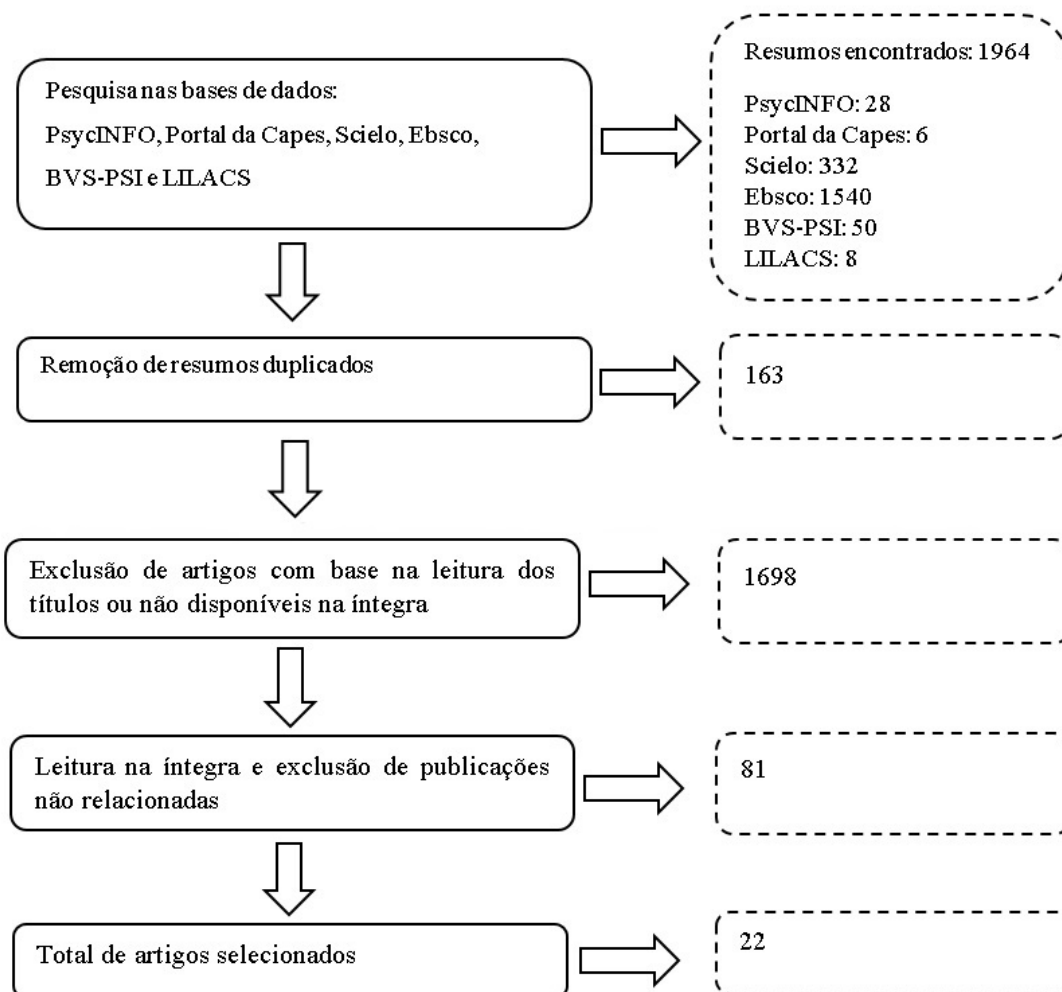 Pesquisa nas bases de dados:
PsycINFO, Portal da Capes, Scielo, Ebsco,
BVS-PSI e LILACS
Resumos encontrados: 1964
PsycINFO: 28
Portal da Capes: 6
Scielo: 332
Ebsco: 1540
BVS-PSI: 50
LILACS: 8
Remoção de resumos duplicados
163
Exclusão de artigos com base na leitura dos
títulos ou não disponíveis na íntegra
1698
Leitura na íntegra e exclusão de publicações
não relacionadas
81
Total de artigos selecionados
22